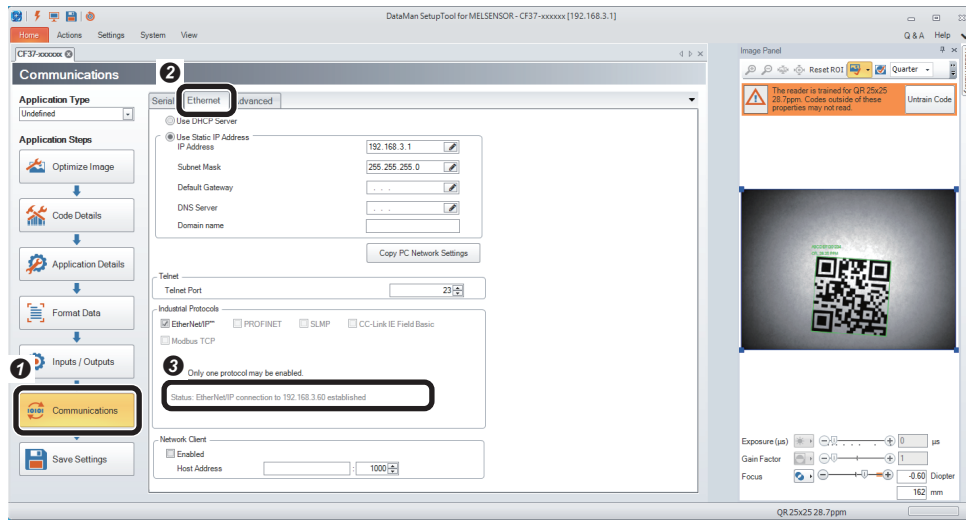 DataMan SetupTool for MELSENSOR - CF37-xxxxxx [192.168.3.1]
Home Actions Settings System View Q & A Help
CF37-xxxxxx
Communications
Application Type
Undefined
Application Steps
Optimize Image
Code Details
Application Details
Format Data
1
Inputs / Outputs
Communications
Save Settings
2
Serial Ethernet Advanced
Use DHCP Server
Use Static IP Address
IP Address 192.168.3.1
Subnet Mask 255.255.255.0
Default Gateway . . .
DNS Server . . .
Domain name
Copy PC Network Settings
Telnet
Telnet Port 23
Industrial Protocols
EtherNet/IP™ PROFINET SLMP CC-Link IE Field Basic
Modbus TCP
3
Only one protocol may be enabled.
Status: EtherNet/IP connection to 192.168.3.60 established
Network Client
Enabled
Host Address : 1000
Image Panel
Reset ROI Quarter
The reader is trained for QR 25x25
28.7ppm. Codes outside of these
properties may not read.
Untrain Code
Exposure (µs) 0 µs
Gain Factor 1
Focus -0.60 Diopter
162 mm
QR 25x25 28.7ppm